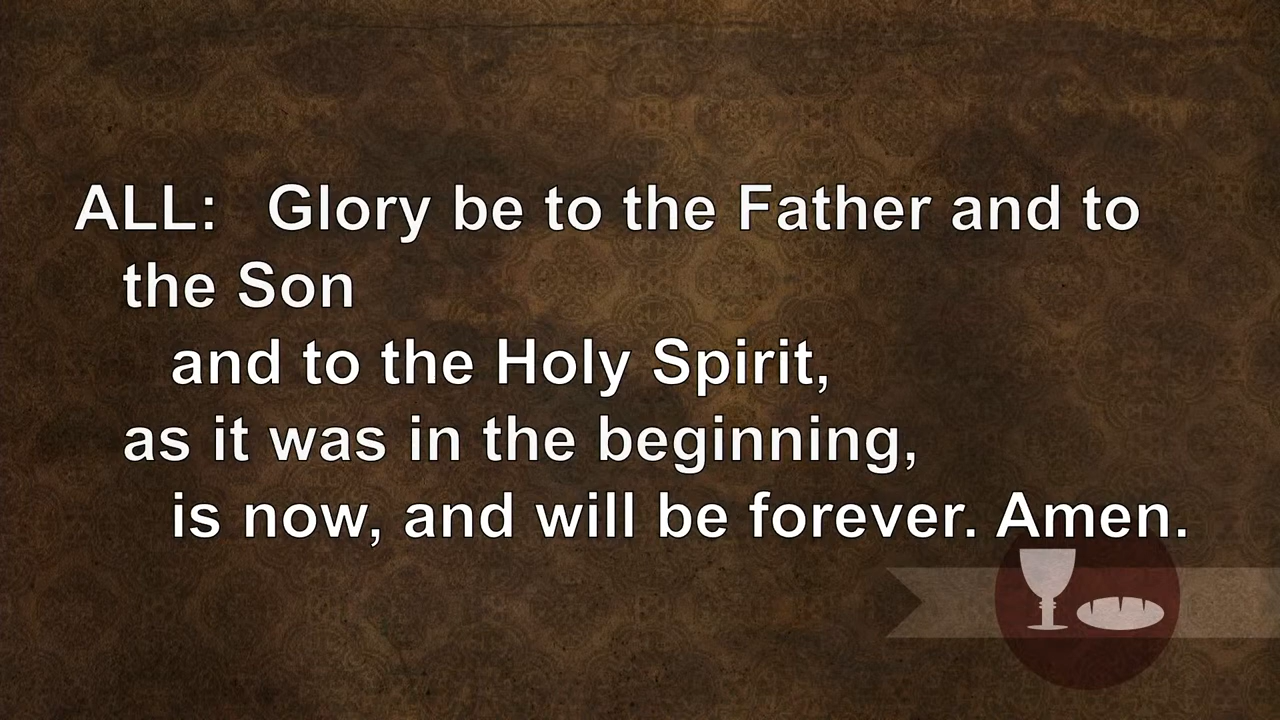 ALL: Glory be to the Father and to
the Son
and to the Holy Spirit,
as it was in the beginning,
is now, and will be forever. Amen.